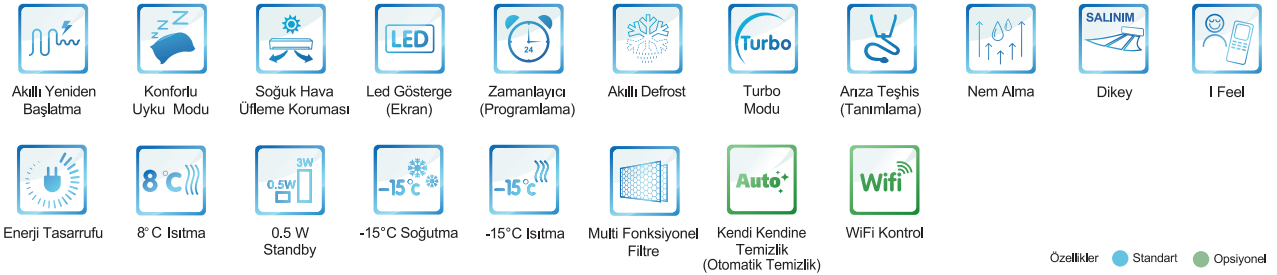 SALINIM
LED
24
Turbo
Akıllı Yeniden
Başlatma
Konforlu
Uyku Modu
Soğuk Hava
Üfleme Koruması
Led Gösterge
(Ekran)
Zamanlayıcı
(Programlama)
Akıllı Defrost
Turbo
Modu
Arıza Teşhis
(Tanımlama)
Nem Alma
Dikey
I Feel
8°C
0.5W
3W
-15°C
-15°C
Auto
Wifi
Enerji Tasarrufu
8°C Isıtma
0.5 W
Standby
-15°C Soğutma
-15°C Isıtma
Multi Fonksiyonel
Filtre
Kendi Kendine
Temizlik
(Otomatik Temizlik)
WiFi Kontrol
Özellikler Standart Opsiyonel